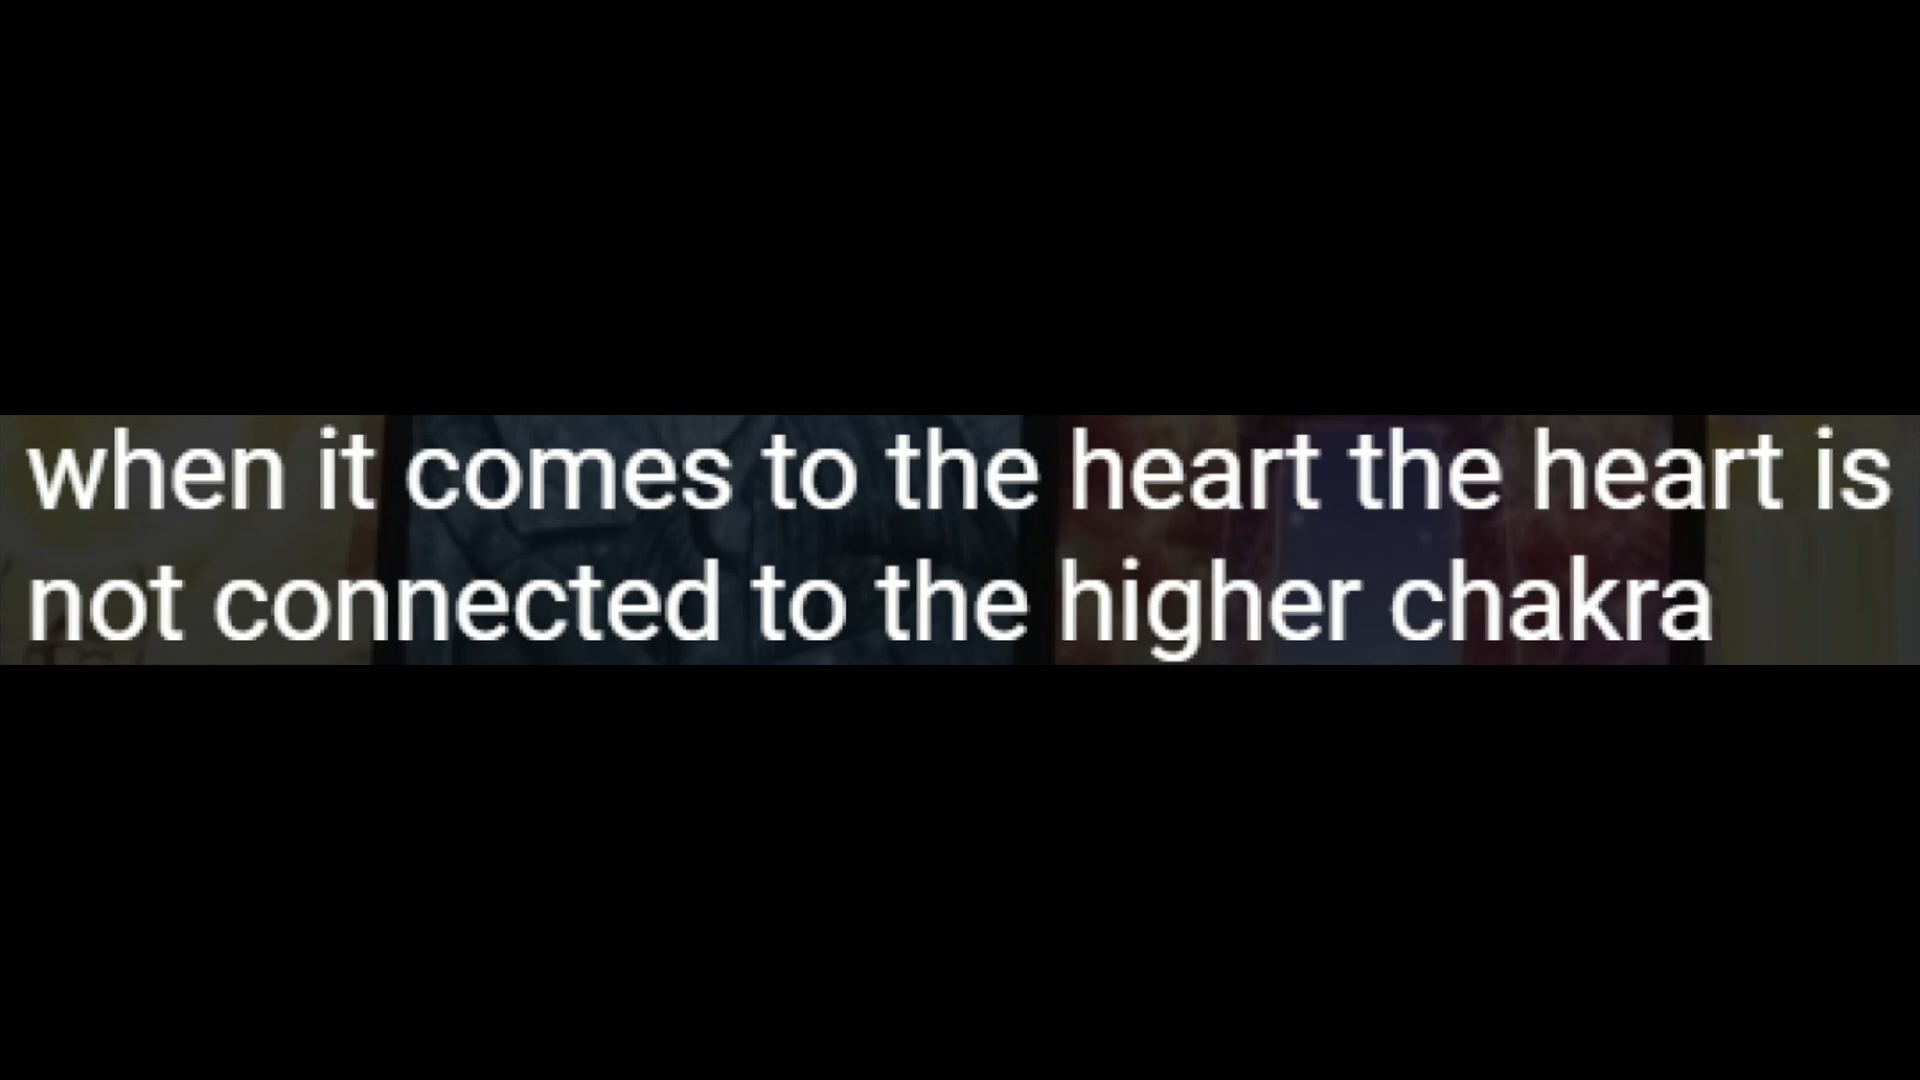 when it comes to the heart the heart is
not connected to the higher chakra